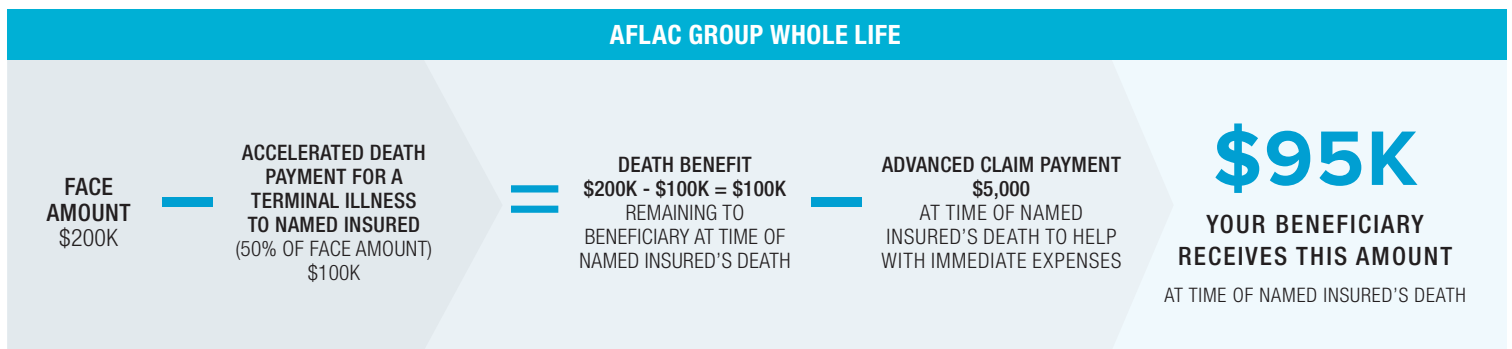 AFLAC GROUP WHOLE LIFE
FACE
AMOUNT
$200K
—
ACCELERATED DEATH
PAYMENT FOR A
TERMINAL ILLNESS
TO NAMED INSURED
(50% OF FACE AMOUNT)
$100K
=
DEATH BENEFIT
$200K - $100K = $100K
REMAINING TO
BENEFICIARY AT TIME OF
NAMED INSURED’S DEATH
—
ADVANCED CLAIM PAYMENT
$5,000
AT TIME OF NAMED
INSURED’S DEATH TO HELP
WITH IMMEDIATE EXPENSES
$95K
YOUR BENEFICIARY
RECEIVES THIS AMOUNT
AT TIME OF NAMED INSURED’S DEATH